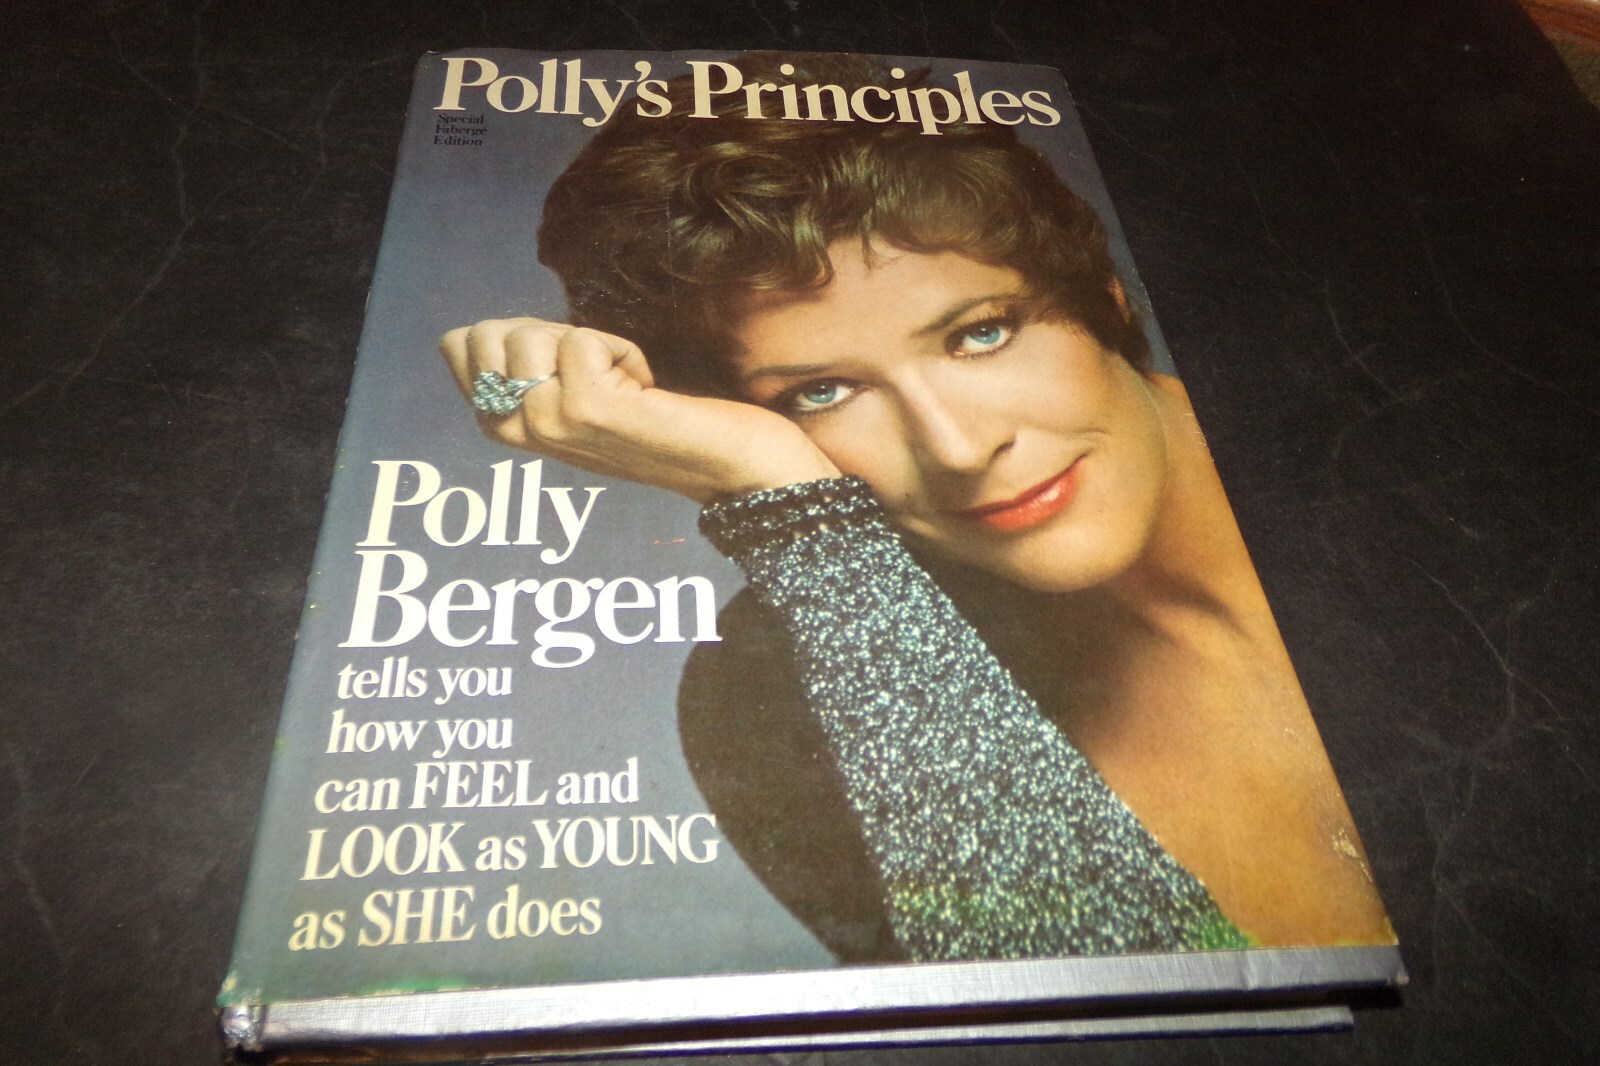 Polly's Principles
Special
Fabergé
Edition
Polly
Bergen
tells you
how you
can FEEL and
LOOK as YOUNG
as SHE does